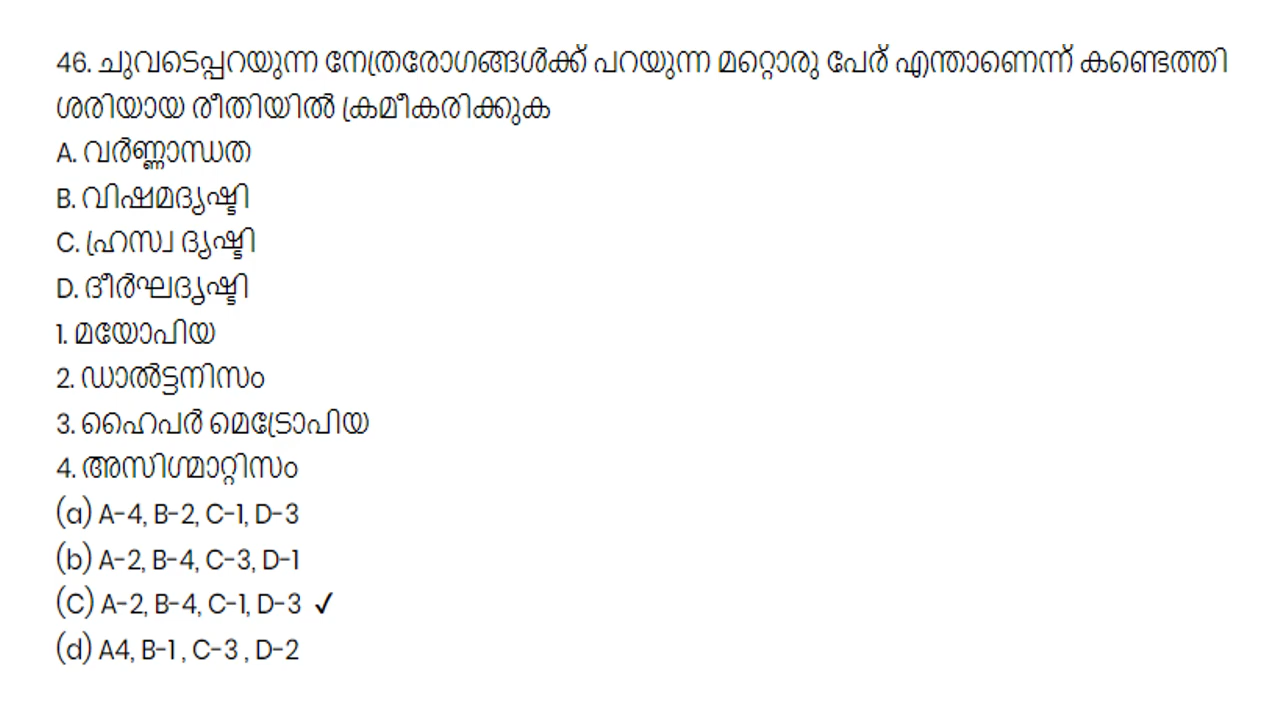 46. ചുവടെപ്പറയുന്ന നേത്രരോഗങ്ങൾക്ക് പറയുന്ന മറ്റൊരു പേര് എന്താണെന്ന് കണ്ടെത്തി
ശരിയായ രീതിയിൽ ക്രമീകരിക്കുക
A. വർണ്ണാന്ധത
B. വിഷമദൃഷ്ടി
C. ഹ്രസ്വ ദൃഷ്ടി
D. ദീർഘദൃഷ്ടി
1. മയോപിയ
2. ഡാൽട്ടനിസം
3. ഹൈപർ മെട്രോപിയ
4. അസിഗ്മാറ്റിസം
(a) A-4, B-2, C-1, D-3
(b) A-2, B-4, C-3, D-1
(C) A-2, B-4, C-1, D-3 ✓
(d) A4, B-1 , C-3 , D-2